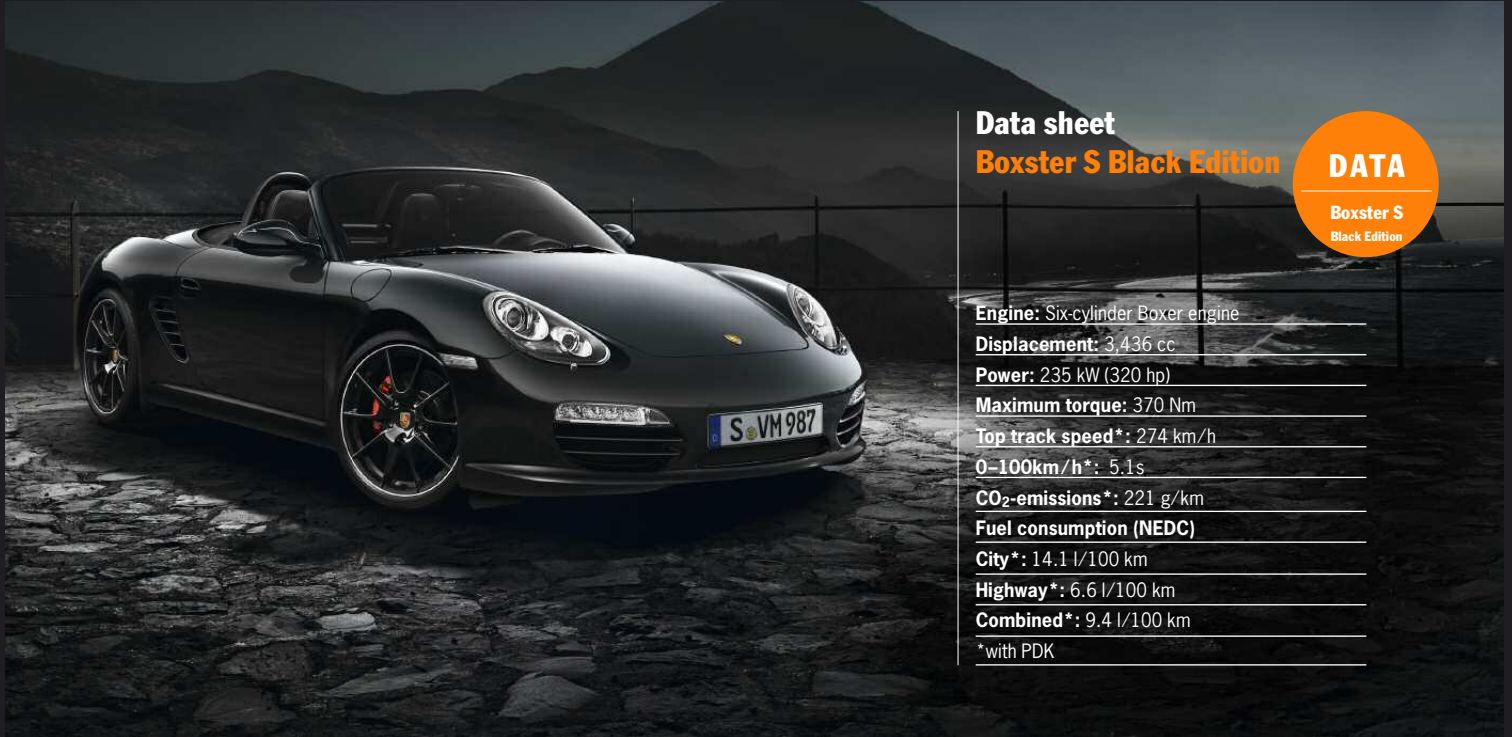 Data sheet
Boxster S Black Edition
DATA
Boxster S
Black Edition
Engine: Six-cylinder Boxer engine
Displacement: 3,436 cc
Power: 235 kW (320 hp)
Maximum torque: 370 Nm
Top track speed*: 274 km/h
0–100km/h*: 5.1s
CO₂-emissions*: 221 g/km
Fuel consumption (NEDC)
City*: 14.1 l/100 km
Highway*: 6.6 l/100 km
Combined*: 9.4 l/100 km
*with PDK
S VM 987